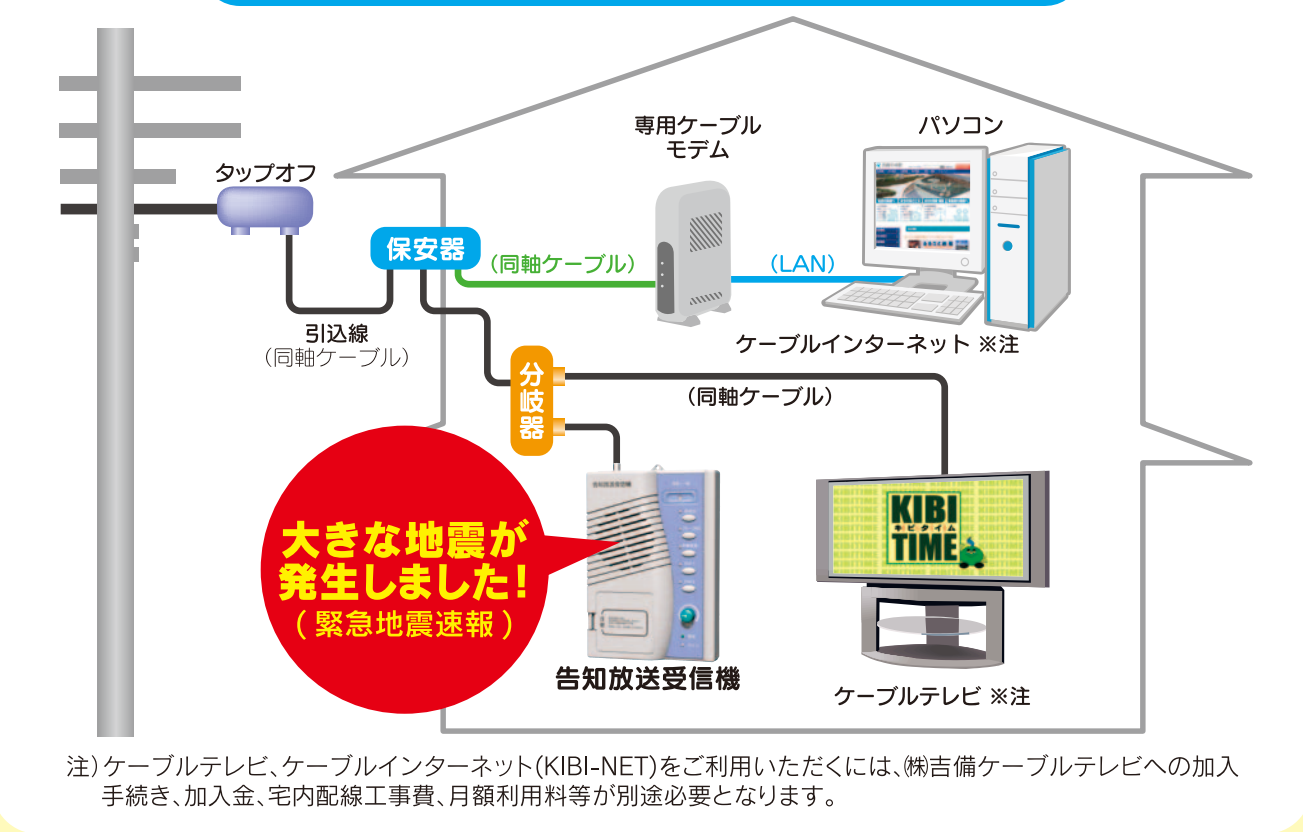 専用ケーブル
モデム
パソコン
タップオフ
保安器
(同軸ケーブル)
(LAN)
引込線
(同軸ケーブル)
ケーブルインターネット ※注
分岐器
(同軸ケーブル)
告知放送受信機
KIBI
キビタイム
TIME
大きな地震が
発生しました!
(緊急地震速報)
告知放送受信機
ケーブルテレビ ※注
注)ケーブルテレビ、ケーブルインターネット(KIBI-NET)をご利用いただくには、㈱吉備ケーブルテレビへの加入
手続き、加入金、宅内配線工事費、月額利用料等が別途必要となります。